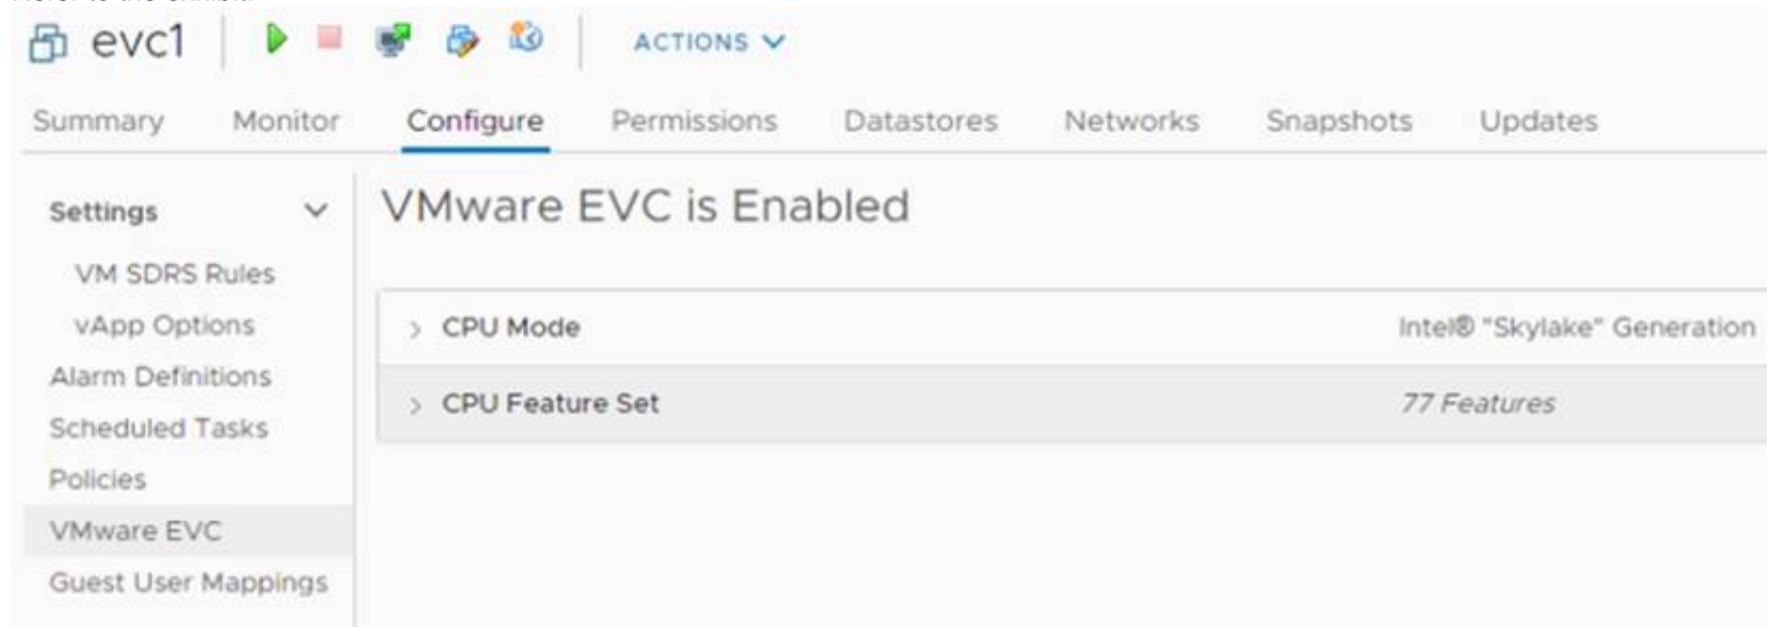 evc1 ACTIONS
Summary Monitor Configure Permissions Datastores Networks Snapshots Updates
Settings
VM SDRS Rules
vApp Options
Alarm Definitions
Scheduled Tasks
Policies
VMware EVC
Guest User Mappings
VMware EVC is Enabled
CPU Mode Intel® "Skylake" Generation
CPU Feature Set 77 Features